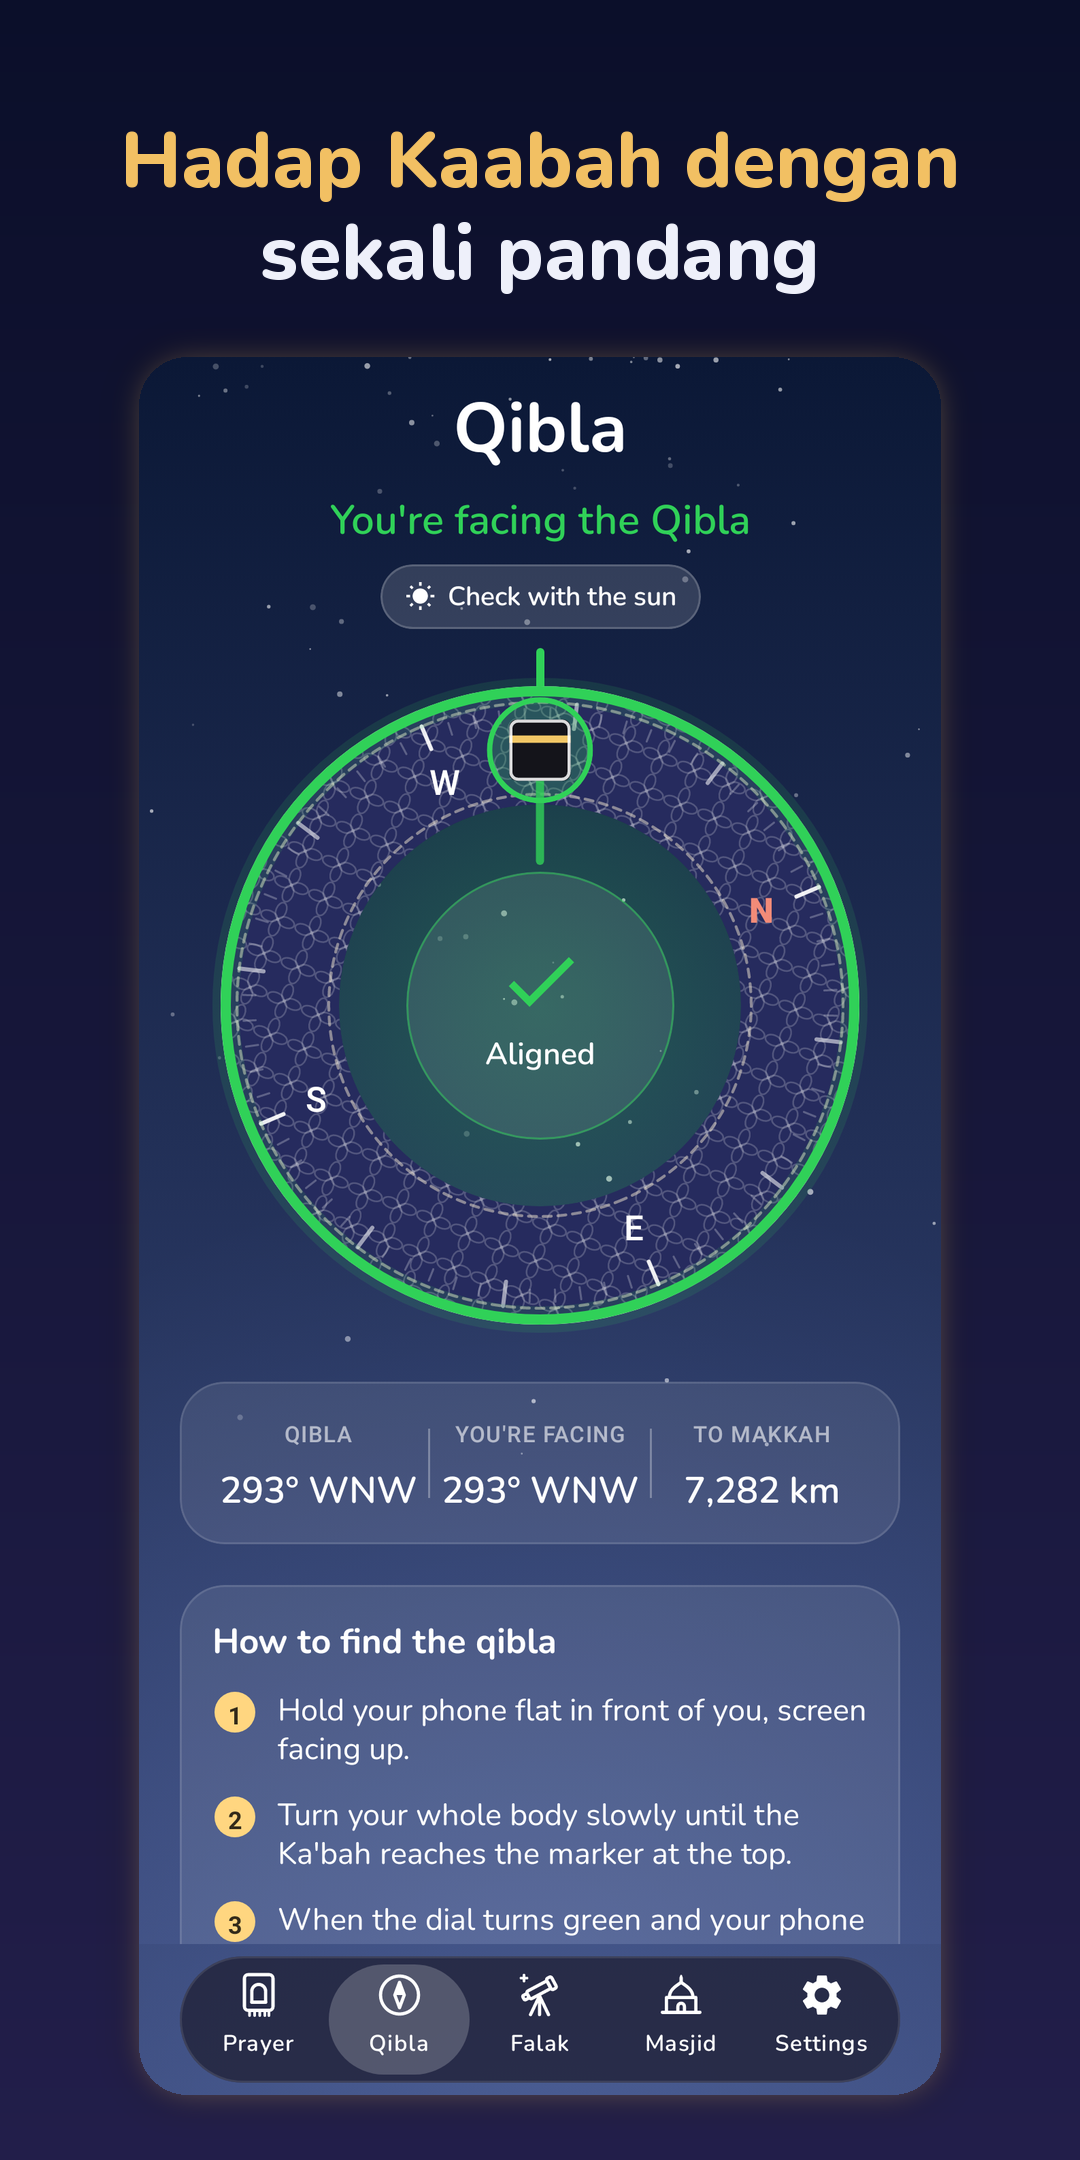 Hadap Kaabah dengan
sekali pandang
Qibla
You're facing the Qibla
Check with the sun
W
N
Aligned
S
E
QIBLA
293° WNW
YOU'RE FACING
293° WNW
TO MAKKAH
7,282 km
How to find the qibla
1 Hold your phone flat in front of you, screen
facing up.
2 Turn your whole body slowly until the
Ka'bah reaches the marker at the top.
3 When the dial turns green and your phone
Prayer
Qibla
Falak
Masjid
Settings